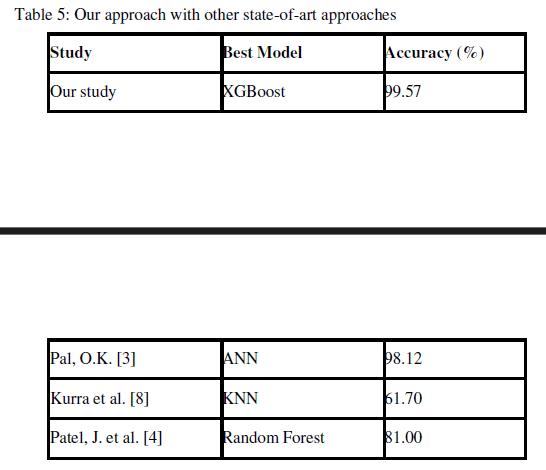 Table 5: Our approach with other state-of-art approaches
Study Best Model Accuracy (%)
Our study XGBoost 99.57
Pal, O.K. [3] ANN 98.12
Kurra et al. [8] KNN 61.70
Patel, J. et al. [4] Random Forest 81.00